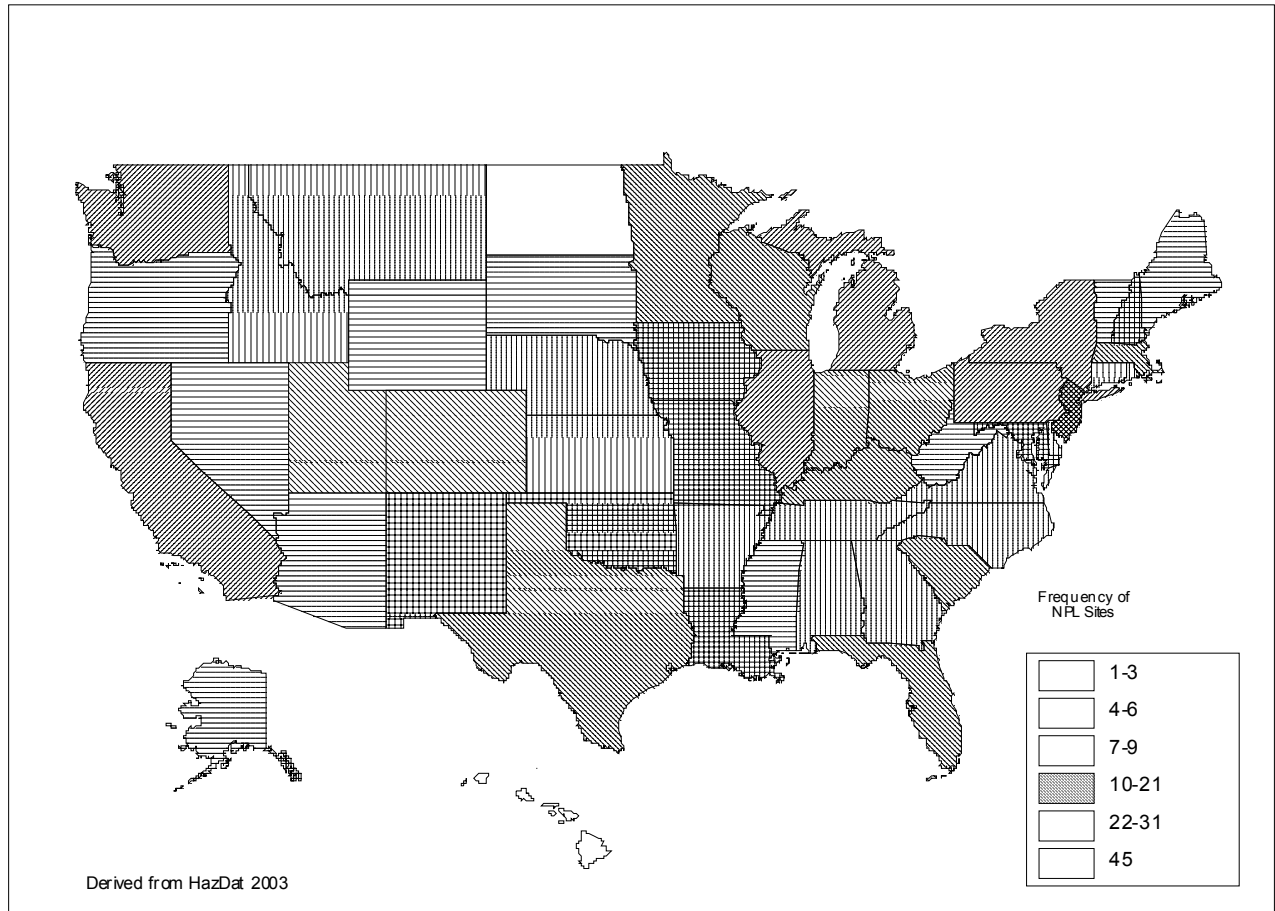 Frequency of
NPL Sites
1-3
4-6
7-9
10-21
22-31
45
Derived from HazDat 2003